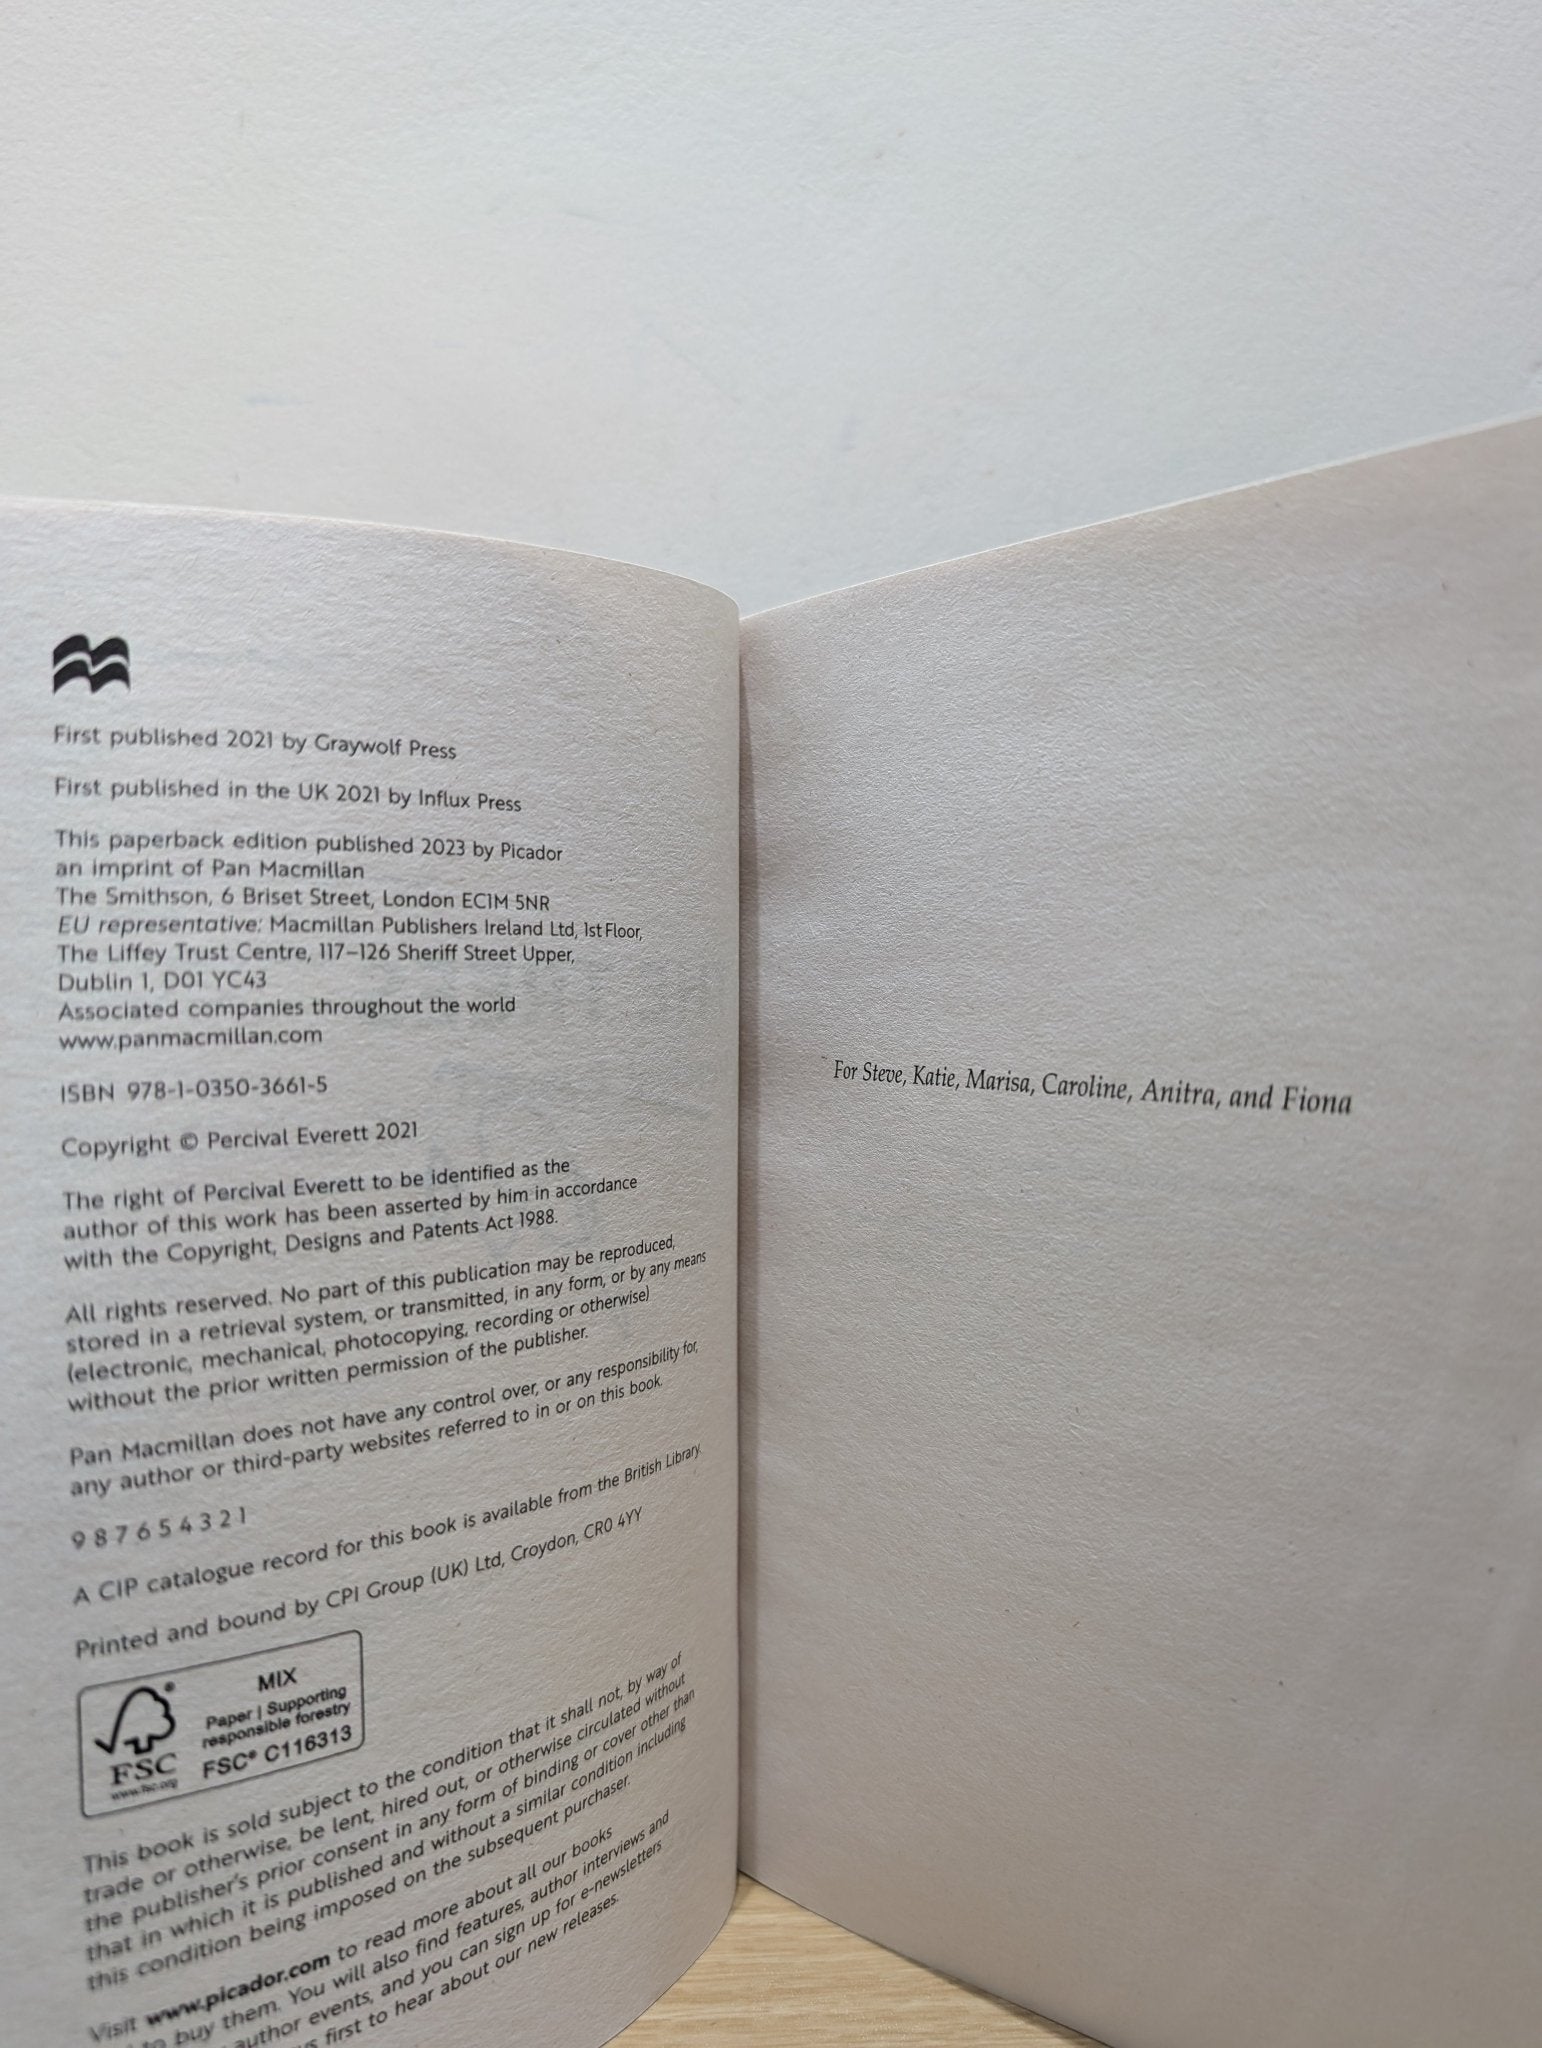 First published 2021 by Graywolf Press
First published in the UK 2021 by Influx Press
This paperback edition published 2023 by Picador
an imprint of Pan Macmillan
The Smithson, 6 Briset Street, London EC1M 5NR
EU representative: Macmillan Publishers Ireland Ltd, 1st Floor,
The Liffey Trust Centre, 117–126 Sheriff Street Upper,
Dublin 1, D01 YC43
Associated companies throughout the world
www.panmacmillan.com
ISBN 978-1-0350-3661-5
Copyright © Percival Everett 2021
The right of Percival Everett to be identified as the
author of this work has been asserted by him in accordance
with the Copyright, Designs and Patents Act 1988.
All rights reserved. No part of this publication may be reproduced,
stored in a retrieval system, or transmitted, in any form, or by any means
(electronic, mechanical, photocopying, recording or otherwise)
without the prior written permission of the publisher.
Pan Macmillan does not have any control over, or any responsibility for,
any author or third-party websites referred to in or on this book.
9 8 7 6 5 4 3 2 1
A CIP catalogue record for this book is available from the British Library.
Printed and bound by CPI Group (UK) Ltd, Croydon, CR0 4YY
MIX
Paper | Supporting
responsible forestry
FSC® C116313
FSC
www.fsc.org
This book is sold subject to the condition that it shall not, by way of
trade or otherwise, be lent, hired out, or otherwise circulated without
the publisher's prior consent in any form of binding or cover other than
that in which it is published and without a similar condition including
this condition being imposed on the subsequent purchaser.
Visit www.picador.com to read more about all our books
to buy them. You will also find features, author interviews and
author events, and you can sign up for e-newsletters
first to hear about our new releases.
For Steve, Katie, Marisa, Caroline, Anitra, and Fiona